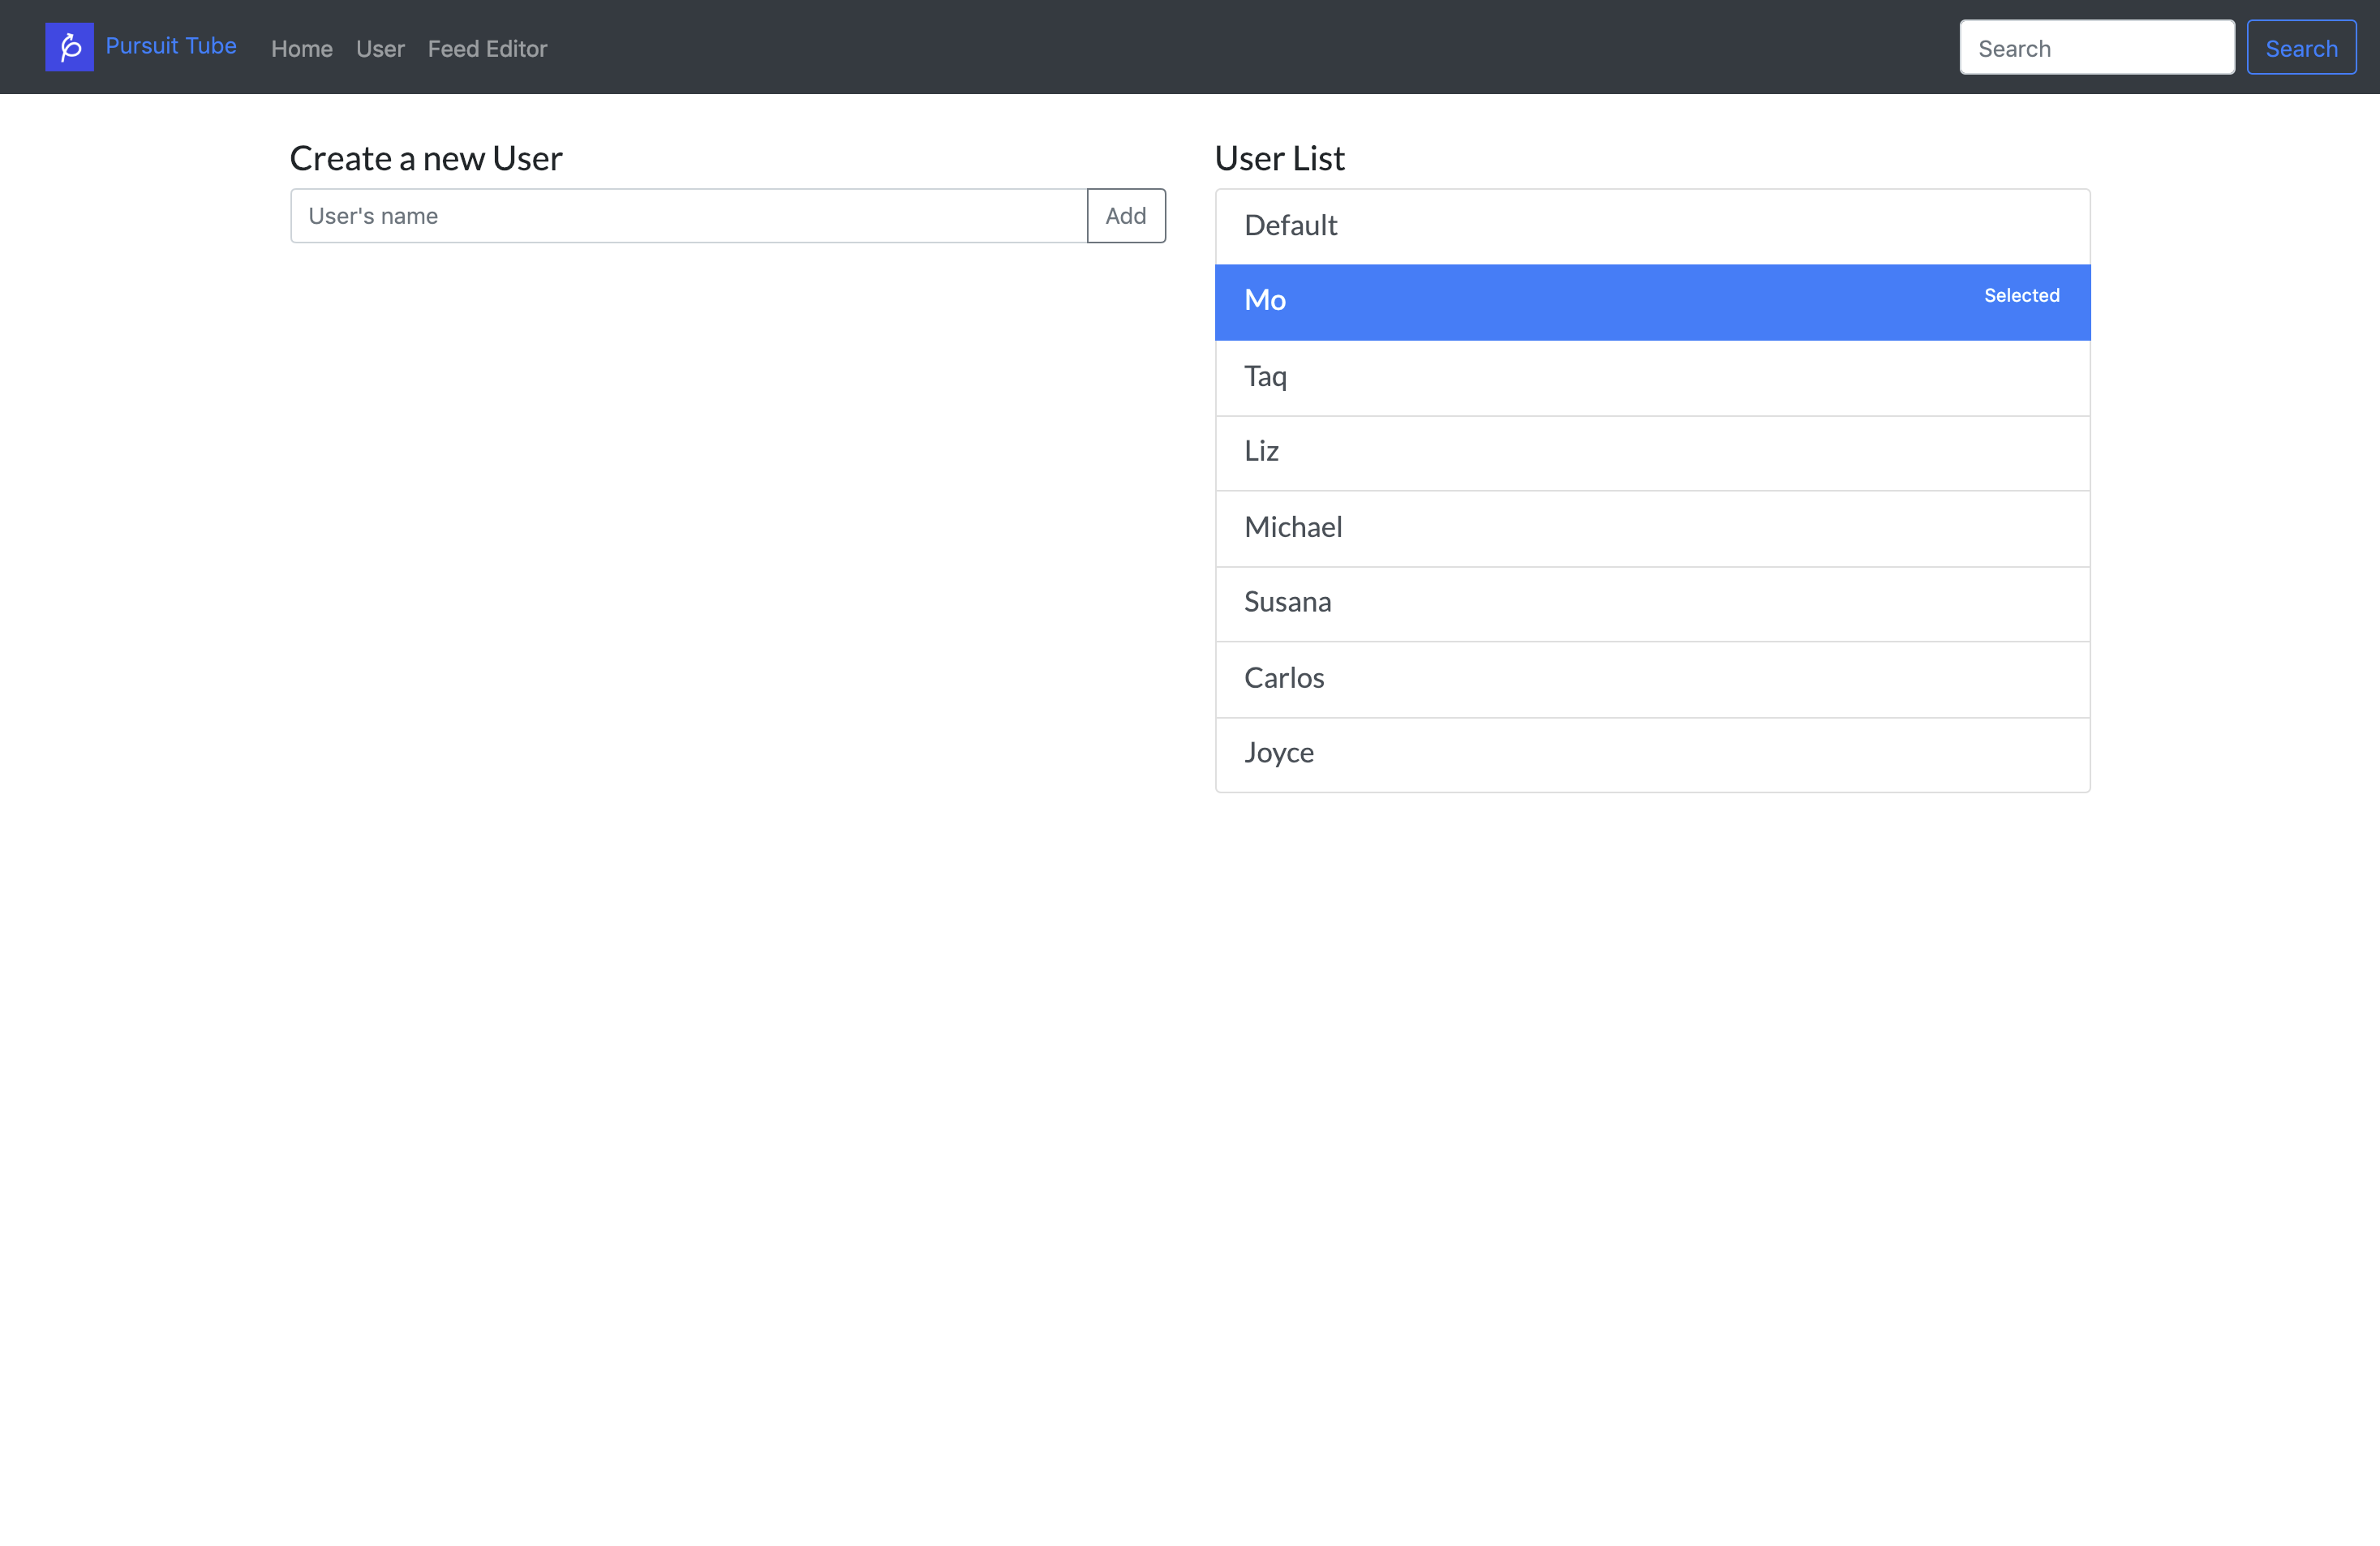 Pursuit Tube Home User Feed Editor Search Search
Create a new User
User's name Add
User List
Default
Mo Selected
Taq
Liz
Michael
Susana
Carlos
Joyce